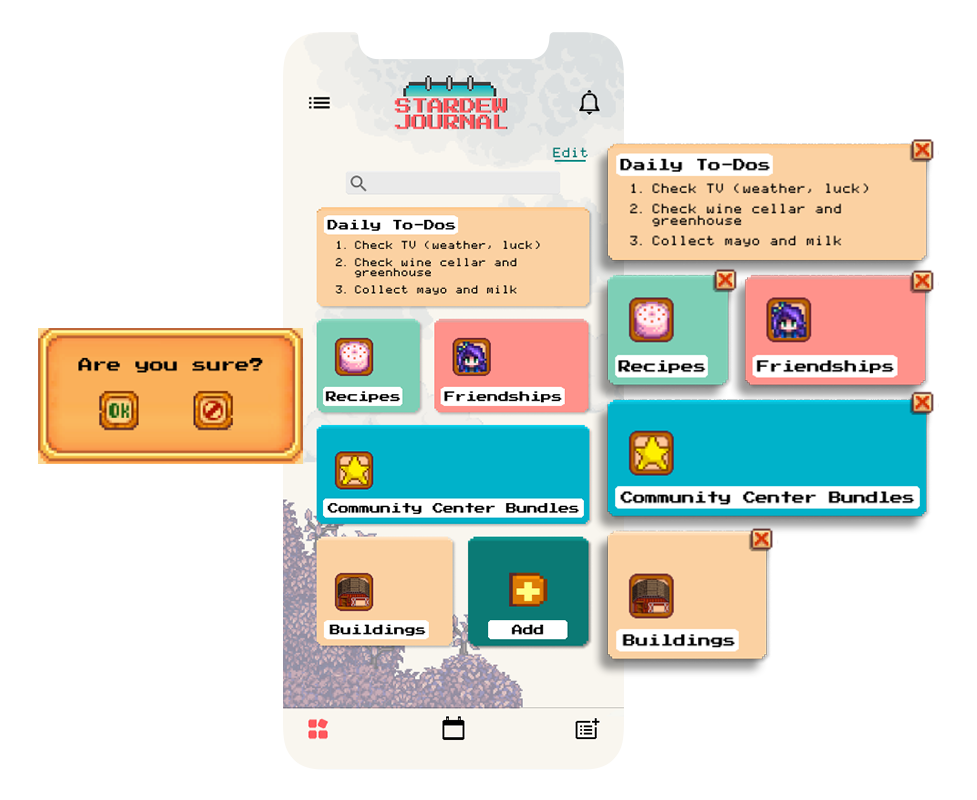 STARDEW
JOURNAL
Edit
Daily To-Dos
1. Check TV (weather, luck)
2. Check wine cellar and
greenhouse
3. Collect mayo and milk
Recipes
Friendships
Community Center Bundles
Buildings
Add
Are you sure?
OK
Daily To-Dos
1. Check TV (weather, luck)
2. Check wine cellar and
greenhouse
3. Collect mayo and milk
Recipes
Friendships
Community Center Bundles
Buildings